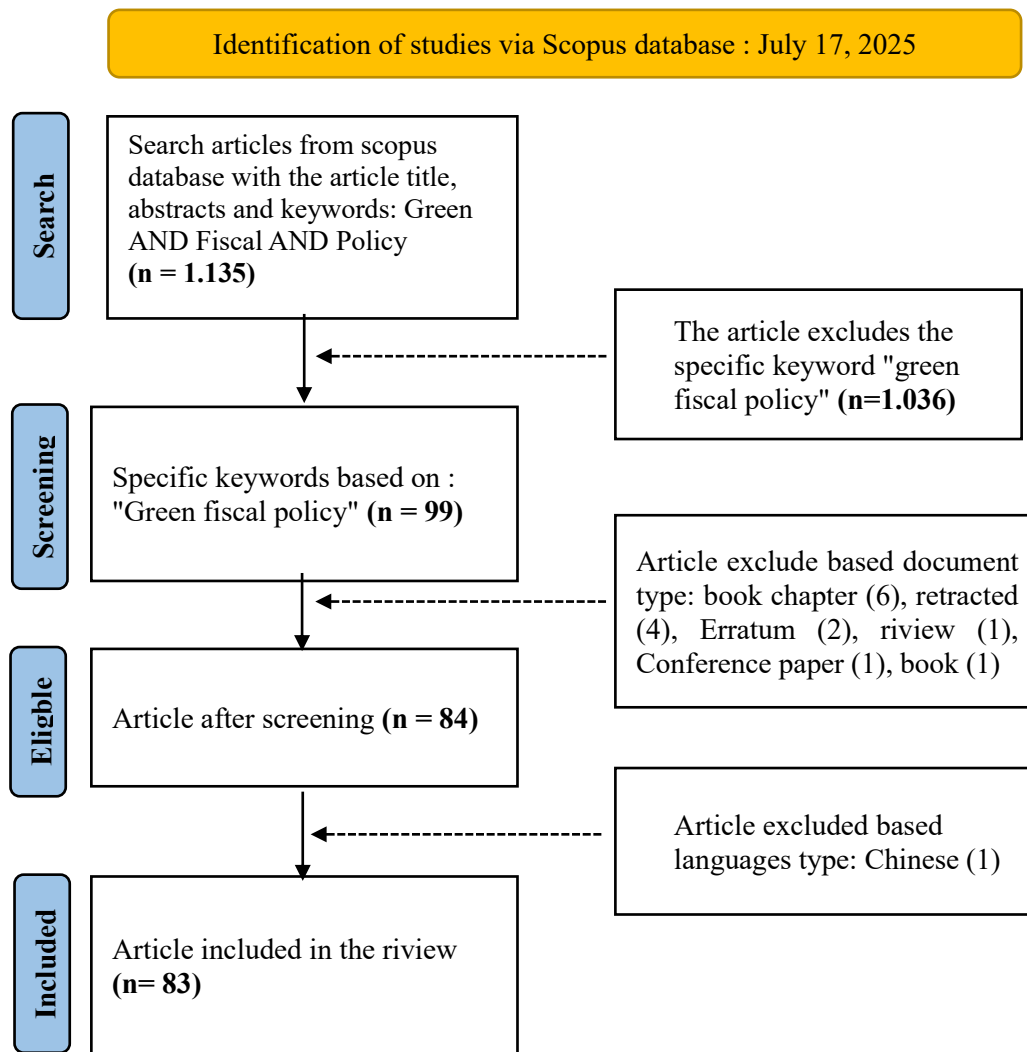 Identification of studies via Scopus database : July 17, 2025
Search
Search articles from scopus
database with the article title,
abstracts and keywords: Green
AND Fiscal AND Policy
(n = 1.135)
The article excludes the
specific keyword "green
fiscal policy" (n=1.036)
Screening
Specific keywords based on :
"Green fiscal policy" (n = 99)
Article exclude based document
type: book chapter (6), retracted
(4), Erratum (2), riview (1),
Conference paper (1), book (1)
Eligble
Article after screening (n = 84)
Article excluded based
languages type: Chinese (1)
Included
Article included in the riview
(n= 83)